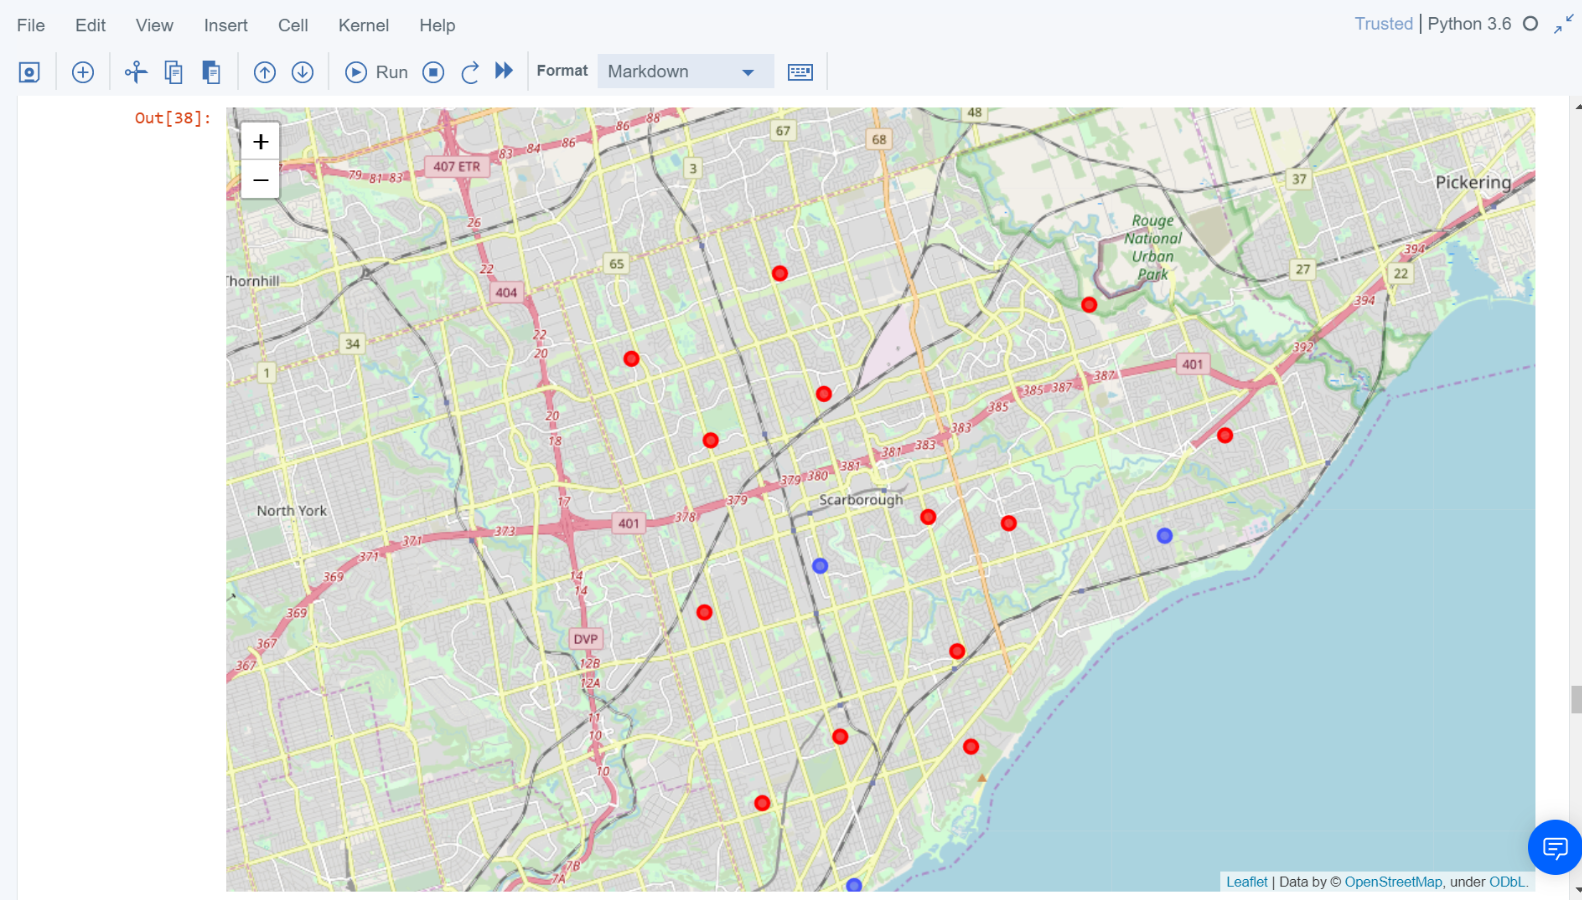 File Edit View Insert Cell Kernel Help
Trusted | Python 3.6
Run
Format Markdown
Out[38]:
+
−
48
67
68
88
86
86
84
83
407 ETR
3
79 81 83
37
Pickering
26
Rouge
National
Urban
Park
394
65
22
27
22
Thornhill
404
394
22
20
34
392
1
401
387
387
385
385
20
18
383
383
381
381
380
379
379
17
Scarborough
North York
401
378
373
371
371
369
14
14
369
367
367
DVP
12B
12A
11
10
10
7B
7A
Leaflet | Data by © OpenStreetMap, under ODbL.